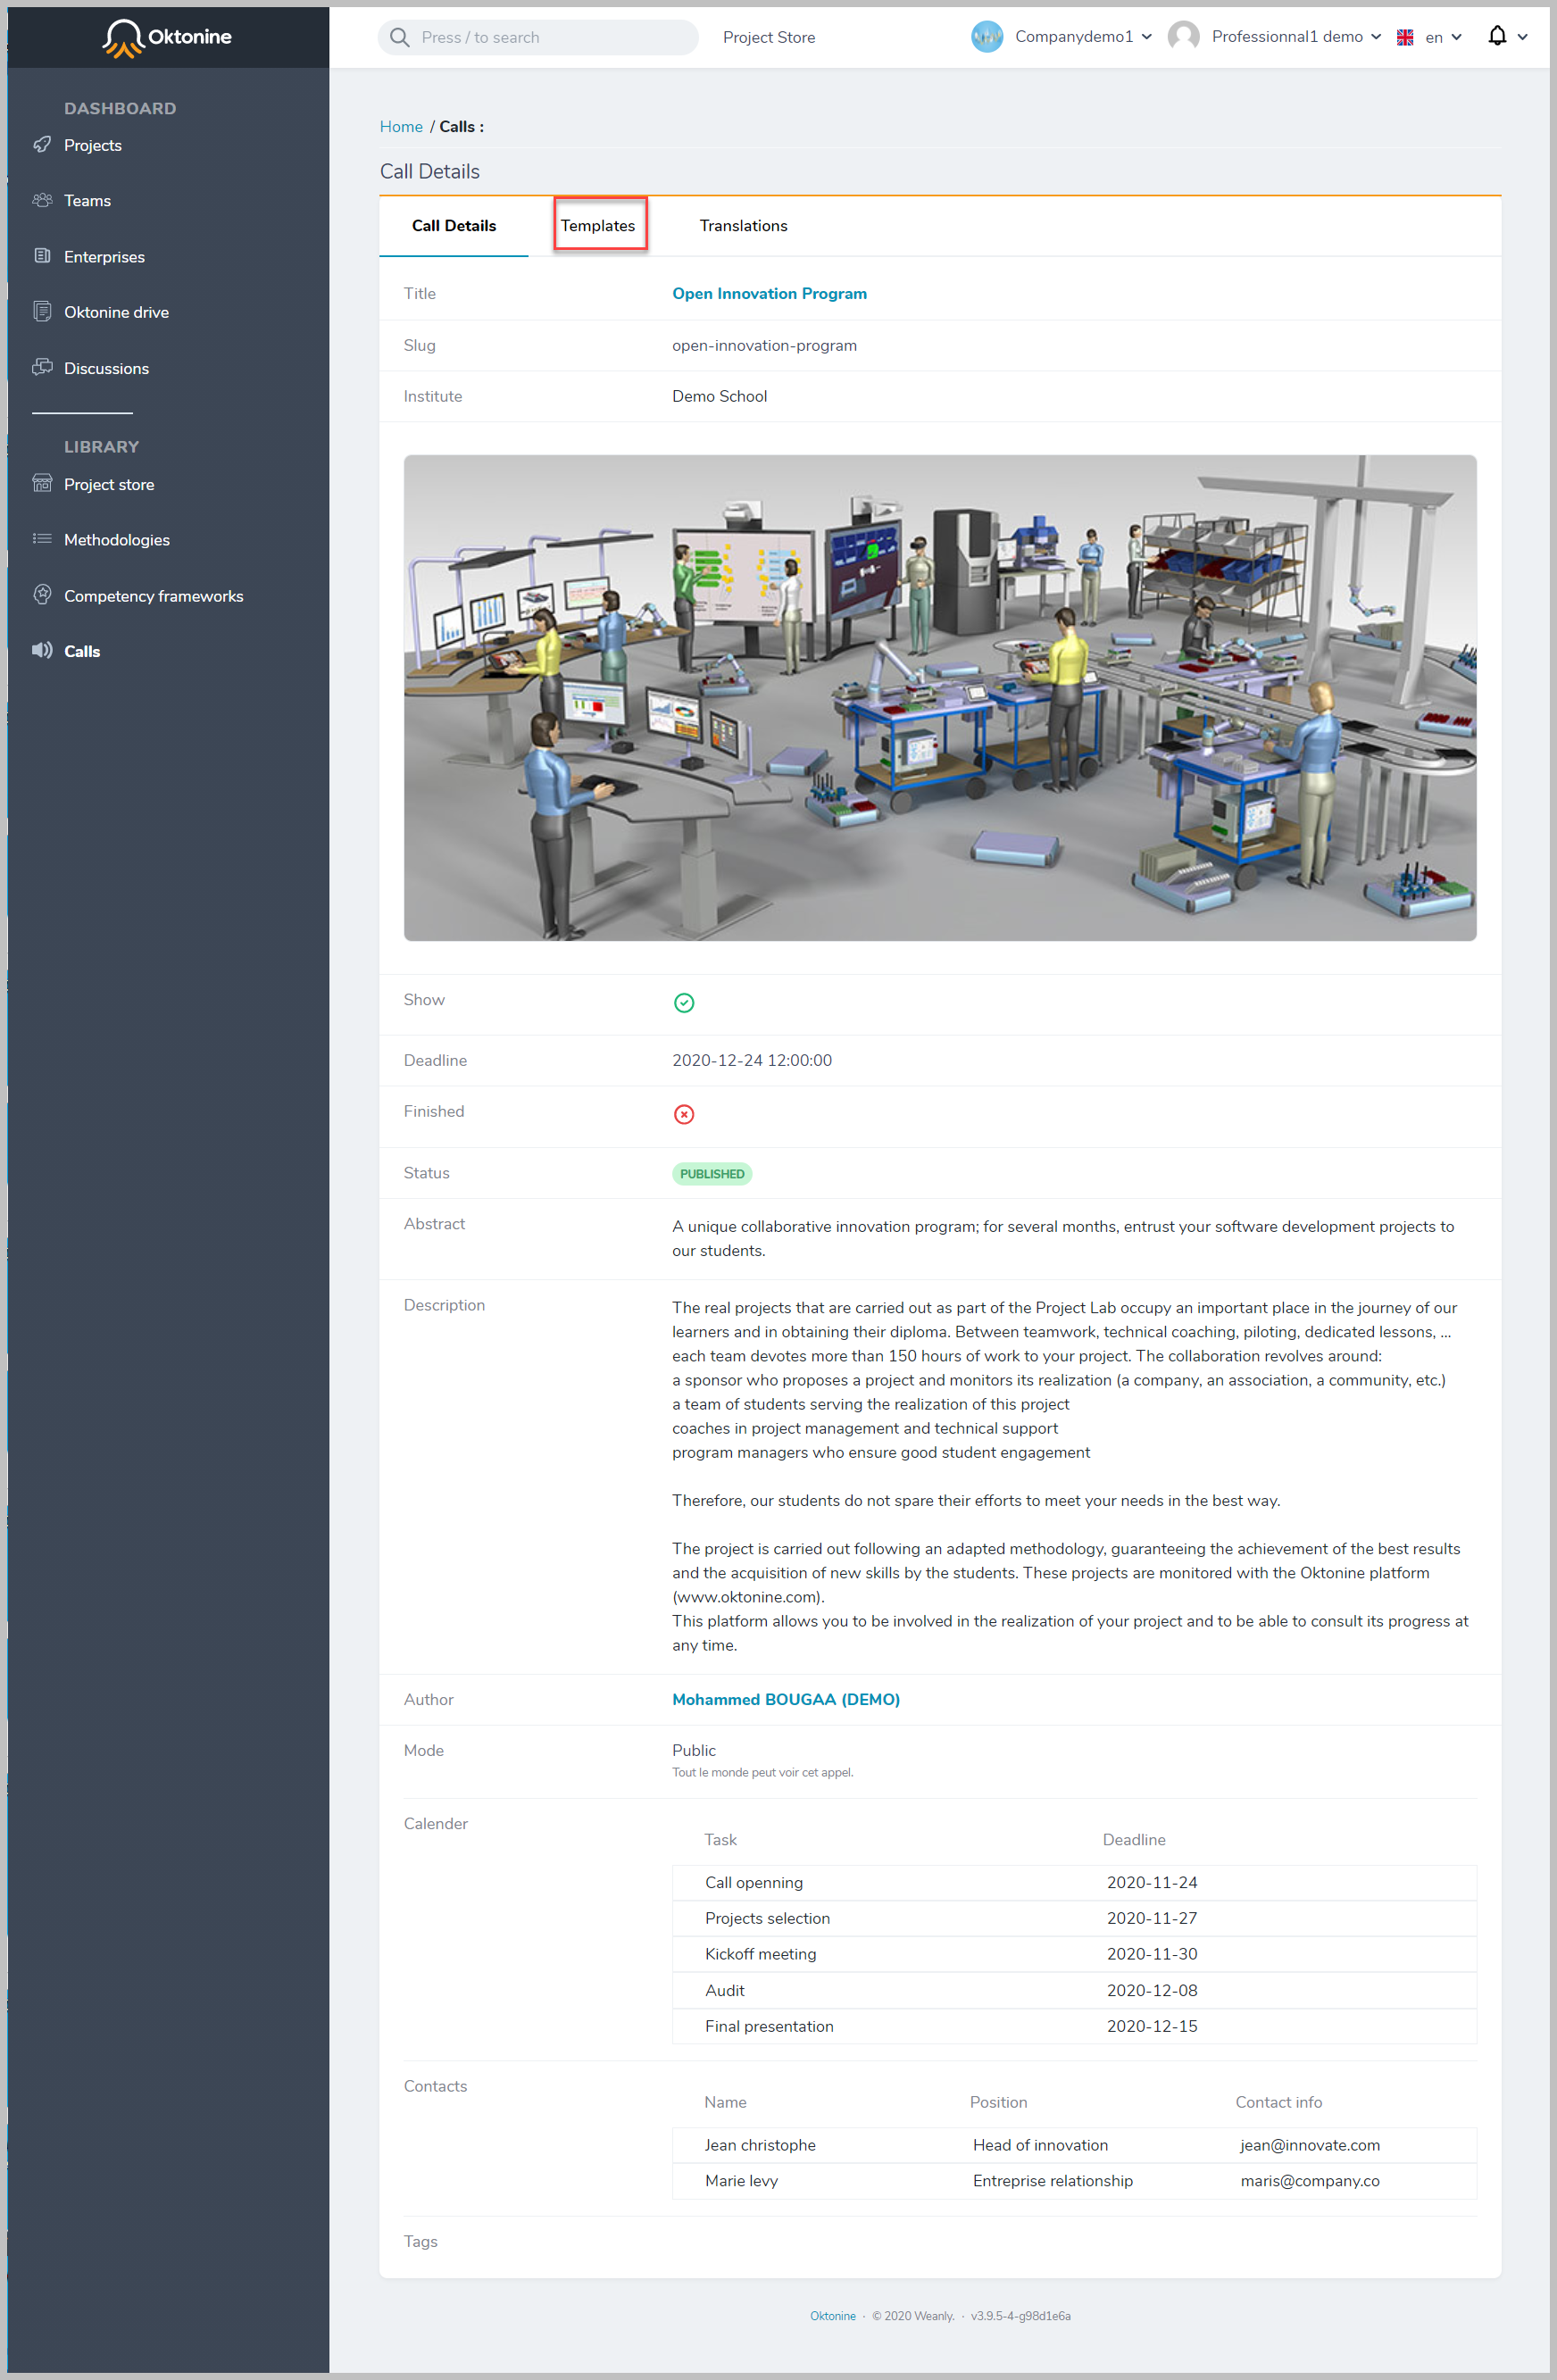 Oktonine
Press / to search
Project Store
Companydemo1
Professionnal1 demo
en
DASHBOARD
Projects
Teams
Enterprises
Oktonine drive
Discussions
LIBRARY
Project store
Methodologies
Competency frameworks
Calls
Home / Calls :
Call Details
Call Details
Templates
Translations
Title
Open Innovation Program
Slug
open-innovation-program
Institute
Demo School
Show
Deadline
2020-12-24 12:00:00
Finished
Status
PUBLISHED
Abstract
A unique collaborative innovation program; for several months, entrust your software development projects to
our students.
Description
The real projects that are carried out as part of the Project Lab occupy an important place in the journey of our
learners and in obtaining their diploma. Between teamwork, technical coaching, piloting, dedicated lessons, ...
each team devotes more than 150 hours of work to your project. The collaboration revolves around:
a sponsor who proposes a project and monitors its realization (a company, an association, a community, etc.)
a team of students serving the realization of this project
coaches in project management and technical support
program managers who ensure good student engagement
Therefore, our students do not spare their efforts to meet your needs in the best way.
The project is carried out following an adapted methodology, guaranteeing the achievement of the best results
and the acquisition of new skills by the students. These projects are monitored with the Oktonine platform
(www.oktonine.com).
This platform allows you to be involved in the realization of your project and to be able to consult its progress at
any time.
Author
Mohammed BOUGAA (DEMO)
Mode
Public
Tout le monde peut voir cet appel.
Calender
Task Deadline
Call openning 2020-11-24
Projects selection 2020-11-27
Kickoff meeting 2020-11-30
Audit 2020-12-08
Final presentation 2020-12-15
Contacts
Name Position Contact info
Jean christophe Head of innovation jean@innovate.com
Marie levy Entreprise relationship maris@company.co
Tags
Oktonine · © 2020 Weanly. · v3.9.5-4-g98d1e6a